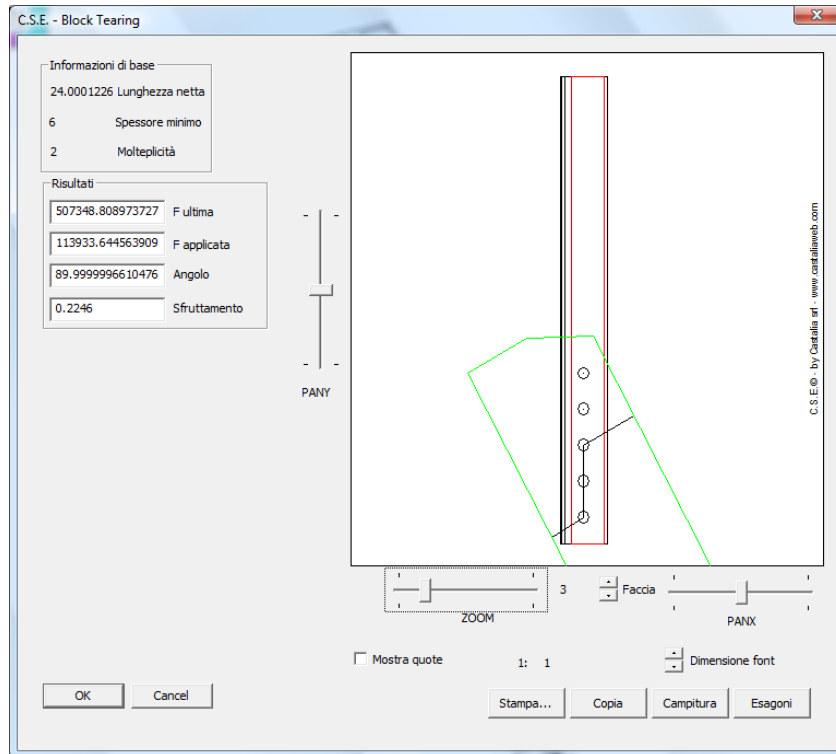 C.S.E. - Block Tearing
Informazioni di base
24.0001226 Lunghezza netta
6 Spessore minimo
2 Molteplicità
Risultati
507348.808973727 F ultima
113933.644563909 F applicata
89.9999996610476 Angolo
0.2246 Sfruttamento
PANY
C.S.E.© - by Castalia srl - www.castaliaweb.com
3 Faccia
ZOOM
PANX
Mostra quote
1: 1
Dimensione font
OK
Cancel
Stampa...
Copia
Campitura
Esagoni